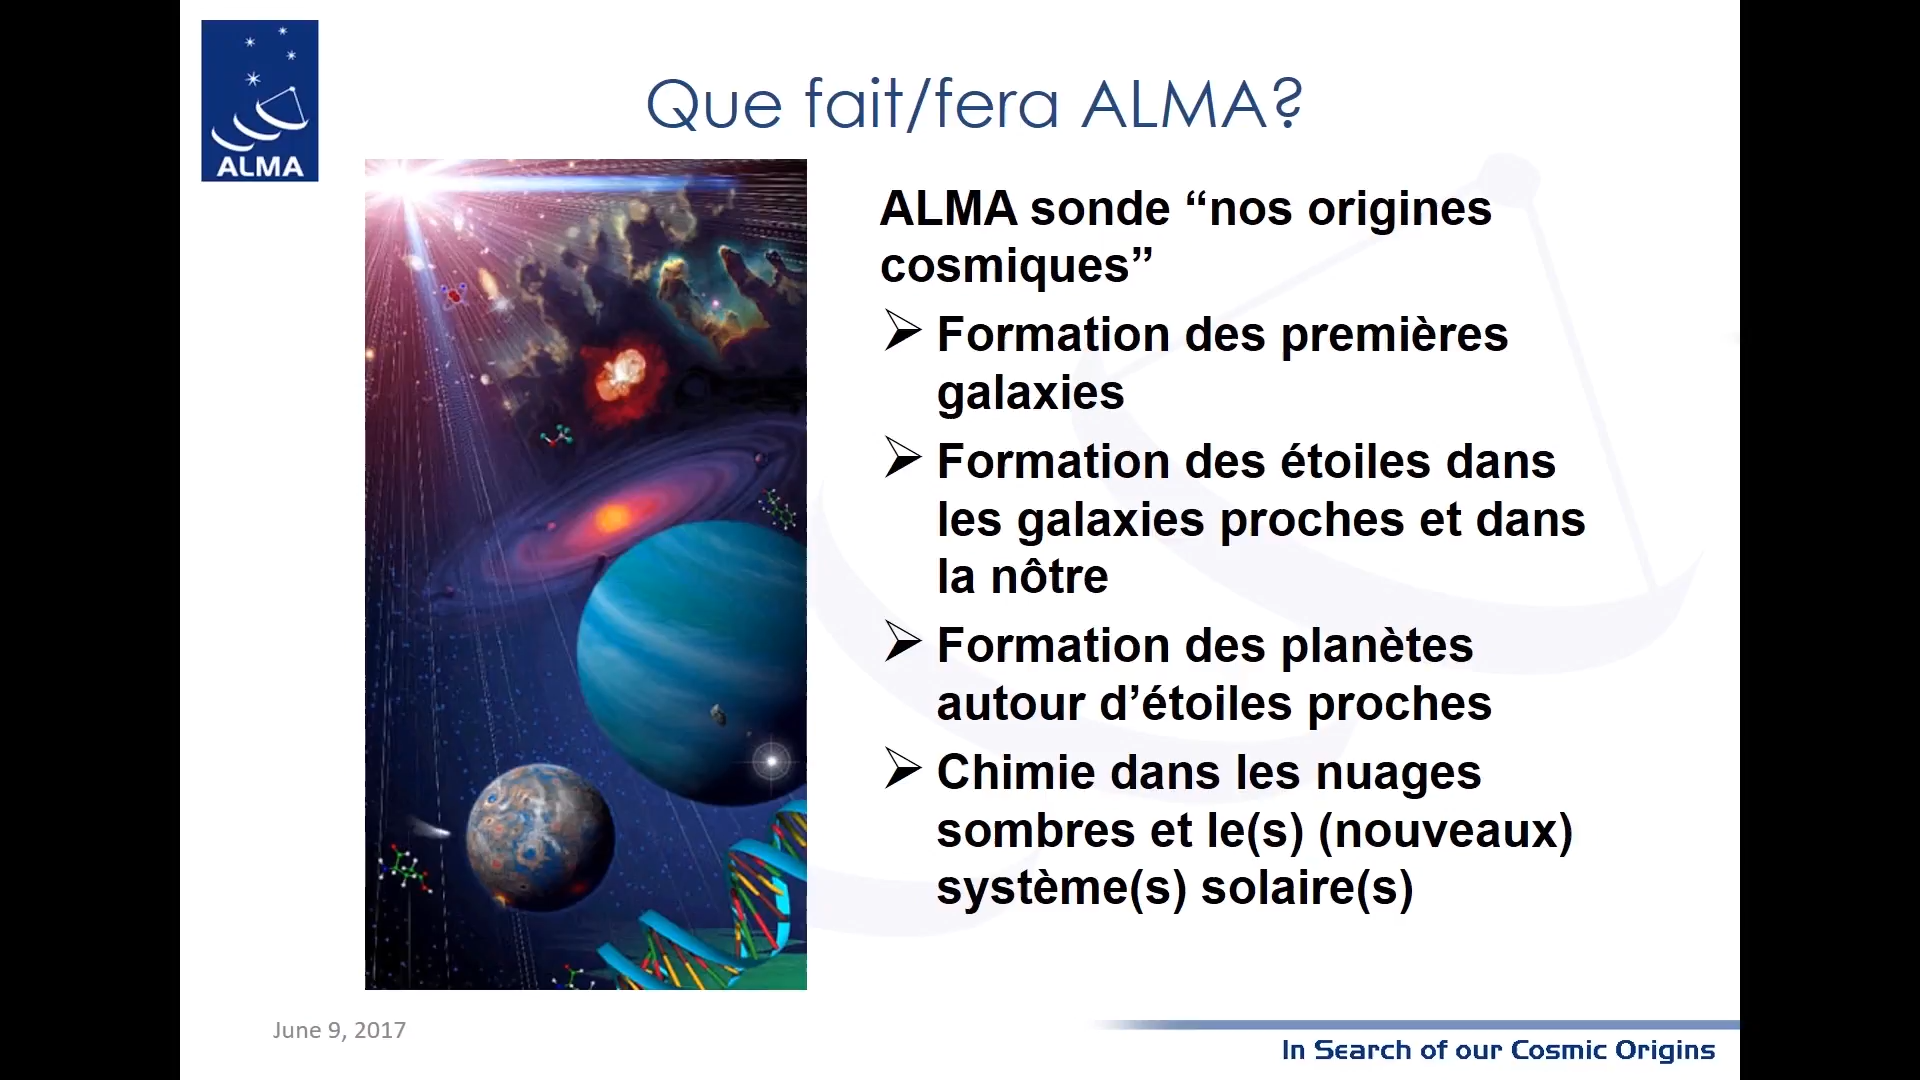 ALMA
Que fait/fera ALMA?
ALMA sonde “nos origines
cosmiques”
➢ Formation des premières
galaxies
➢ Formation des étoiles dans
les galaxies proches et dans
la nôtre
➢ Formation des planètes
autour d’étoiles proches
➢ Chimie dans les nuages
sombres et le(s) (nouveaux)
système(s) solaire(s)
June 9, 2017
In Search of our Cosmic Origins